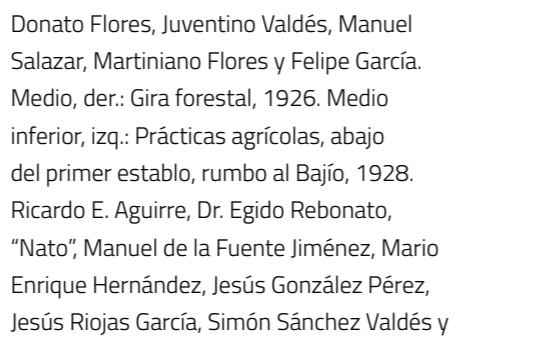 Donato Flores, Juventino Valdés, Manuel
Salazar, Martiniano Flores y Felipe García.
Medio, der.: Gira forestal, 1926. Medio
inferior, izq.: Prácticas agrícolas, abajo
del primer establo, rumbo al Bajío, 1928.
Ricardo E. Aguirre, Dr. Egido Rebonato,
“Nato”, Manuel de la Fuente Jiménez, Mario
Enrique Hernández, Jesús González Pérez,
Jesús Riojas García, Simón Sánchez Valdés y